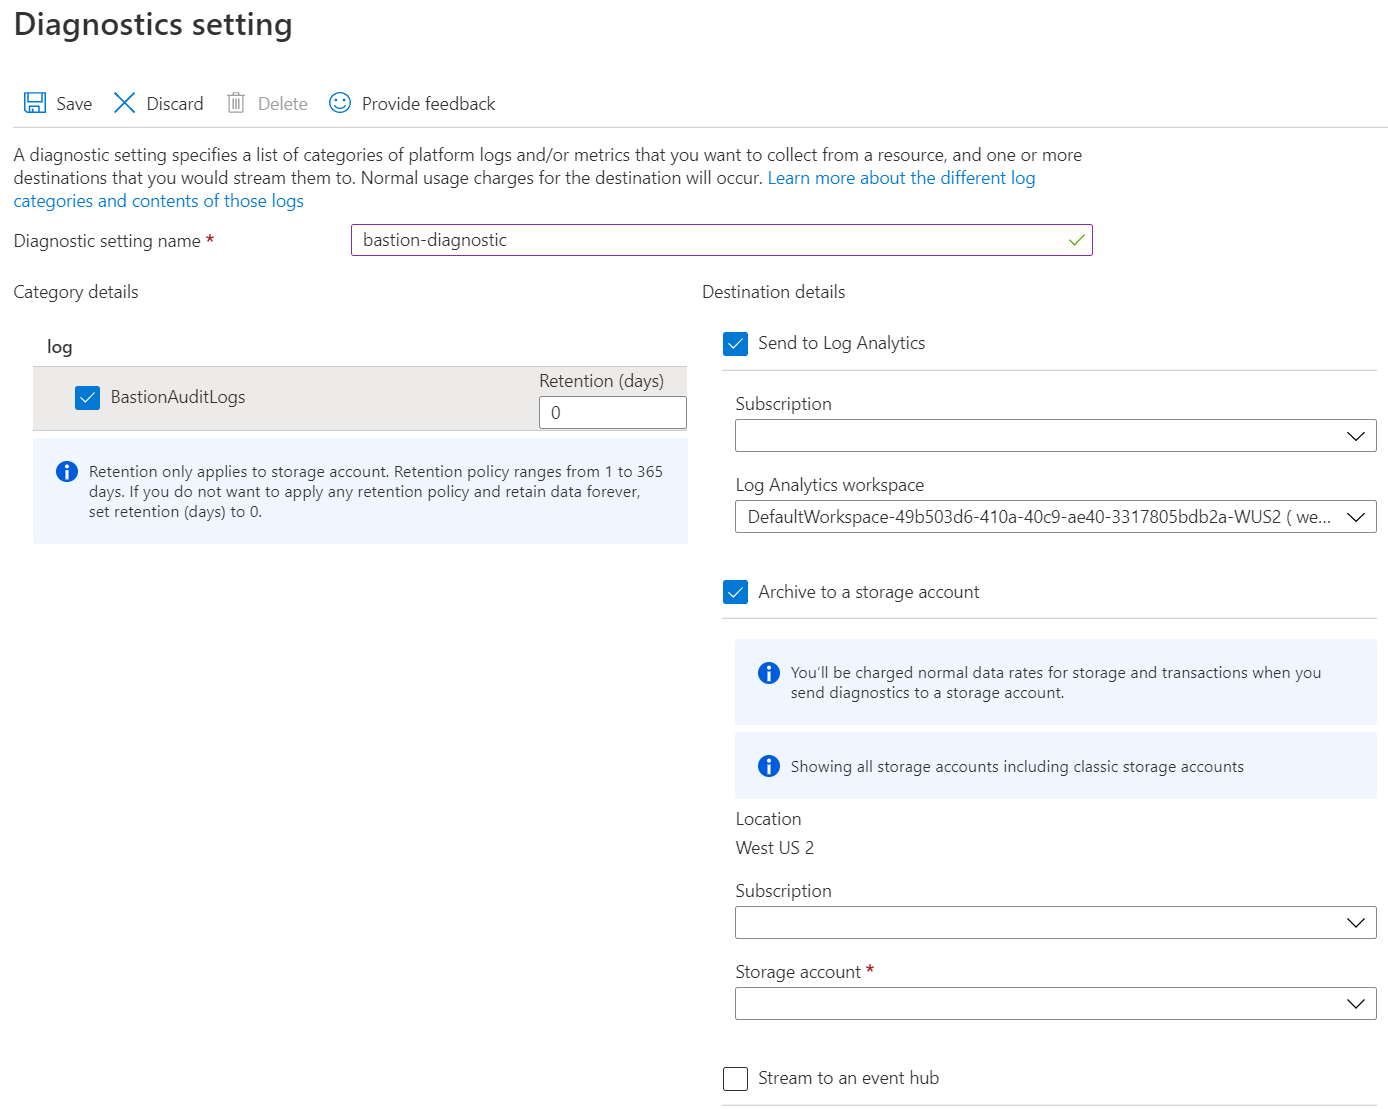 Diagnostics setting
Save
Discard
Delete
Provide feedback
A diagnostic setting specifies a list of categories of platform logs and/or metrics that you want to collect from a resource, and one or more
destinations that you would stream them to. Normal usage charges for the destination will occur. Learn more about the different log
categories and contents of those logs
Diagnostic setting name *
bastion-diagnostic
Category details
log
BastionAuditLogs
Retention (days)
0
Retention only applies to storage account. Retention policy ranges from 1 to 365
days. If you do not want to apply any retention policy and retain data forever,
set retention (days) to 0.
Destination details
Send to Log Analytics
Subscription
Log Analytics workspace
DefaultWorkspace-49b503d6-410a-40c9-ae40-3317805bdb2a-WUS2 ( we...
Archive to a storage account
You'll be charged normal data rates for storage and transactions when you
send diagnostics to a storage account.
Showing all storage accounts including classic storage accounts
Location
West US 2
Subscription
Storage account *
Stream to an event hub